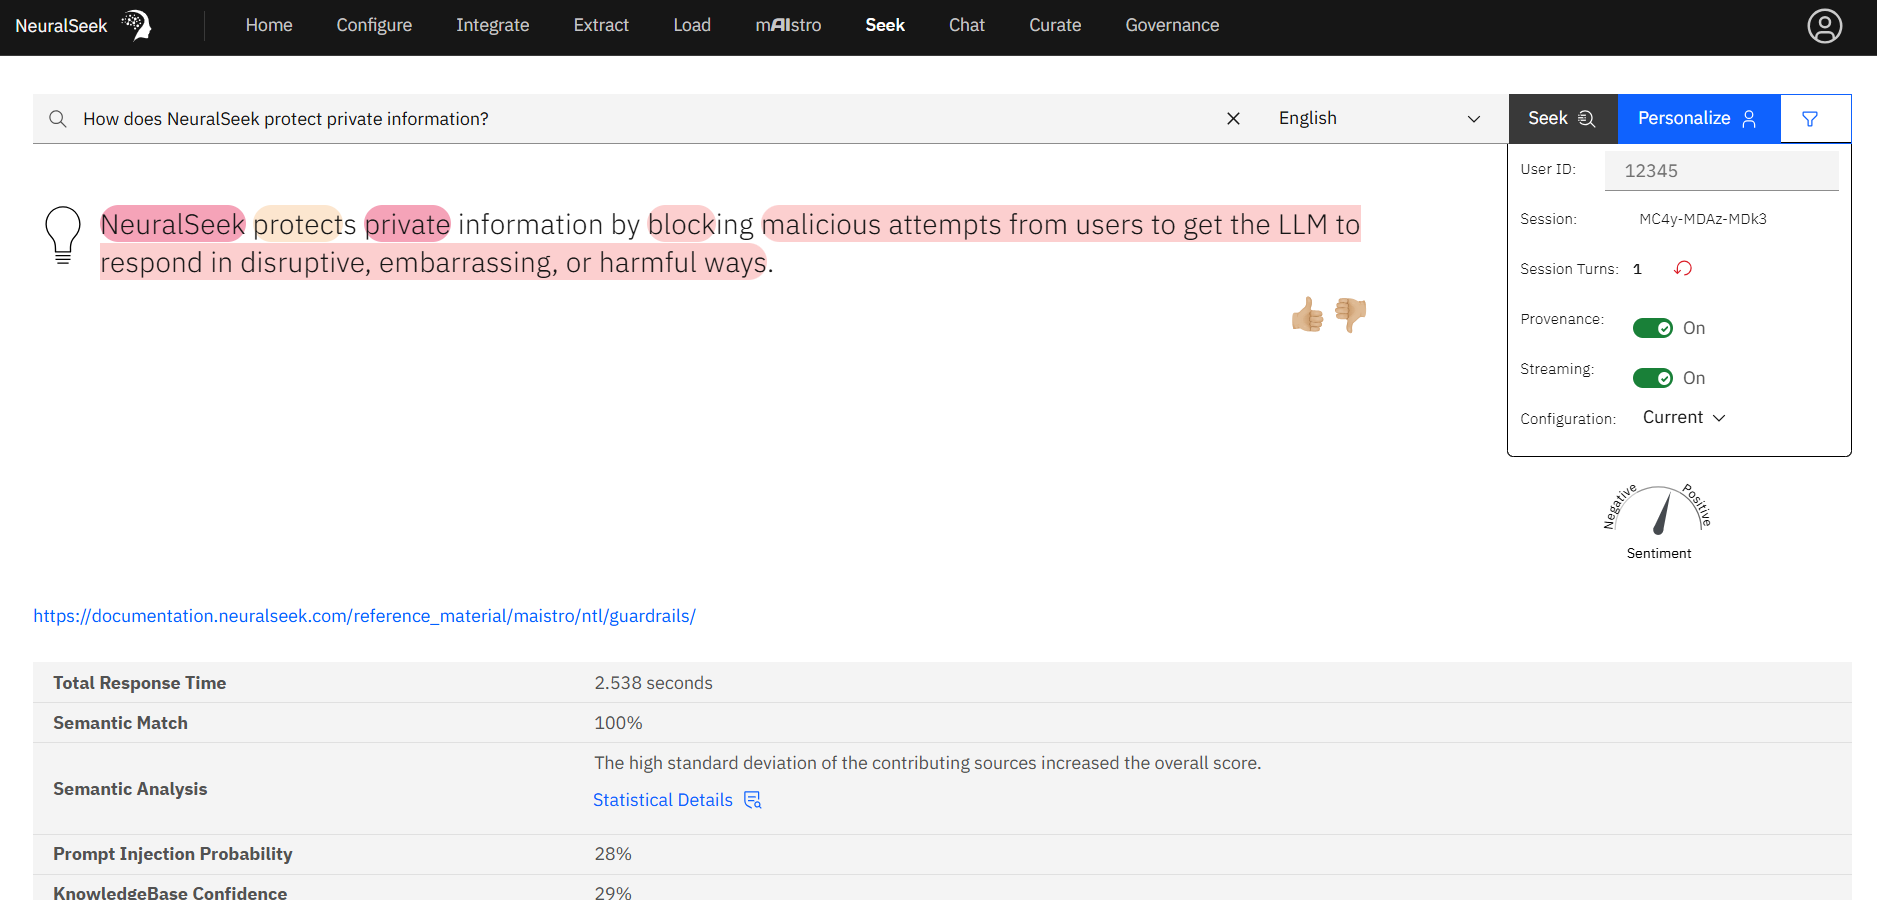 NeuralSeek
Home Configure Integrate Extract Load mAIstro Seek Chat Curate Governance
How does NeuralSeek protect private information?
English
Seek
Personalize
User ID: 12345
Session: MC4y-MDAz-MDk3
Session Turns: 1
Provenance: On
Streaming: On
Configuration: Current
NeuralSeek protects private information by blocking malicious attempts from users to get the LLM to
respond in disruptive, embarrassing, or harmful ways.
Negative Positive
Sentiment
https://documentation.neuralseek.com/reference_material/maistro/ntl/guardrails/
Total Response Time 2.538 seconds
Semantic Match 100%
Semantic Analysis The high standard deviation of the contributing sources increased the overall score.
Statistical Details
Prompt Injection Probability 28%
KnowledgeBase Confidence 29%